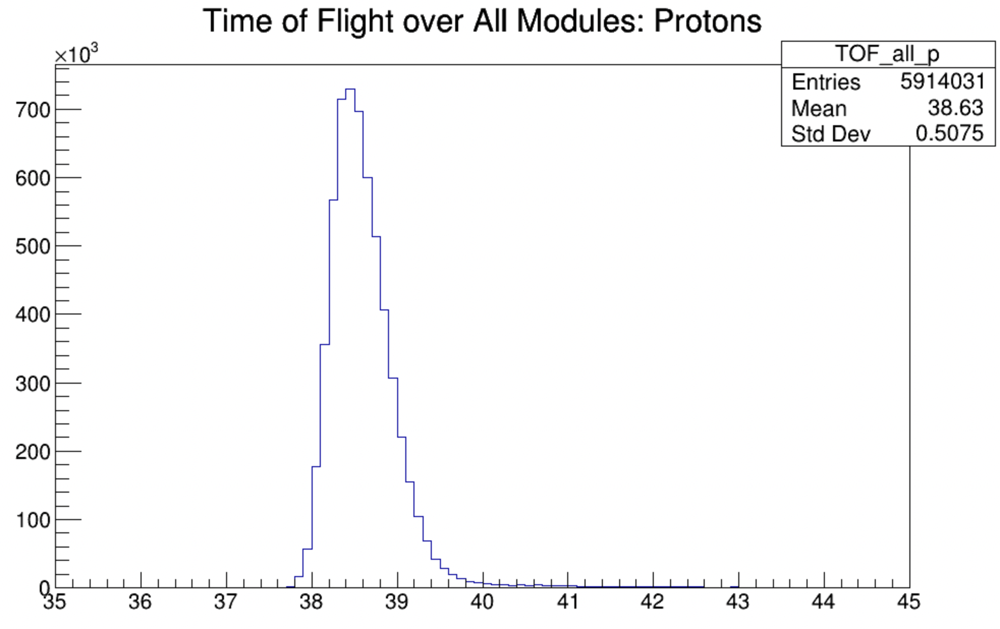 Time of Flight over All Modules: Protons
×10³
TOF_all_p
Entries 5914031
Mean 38.63
Std Dev 0.5075
700
600
500
400
300
200
100
0
35 36 37 38 39 40 41 42 43 44 45